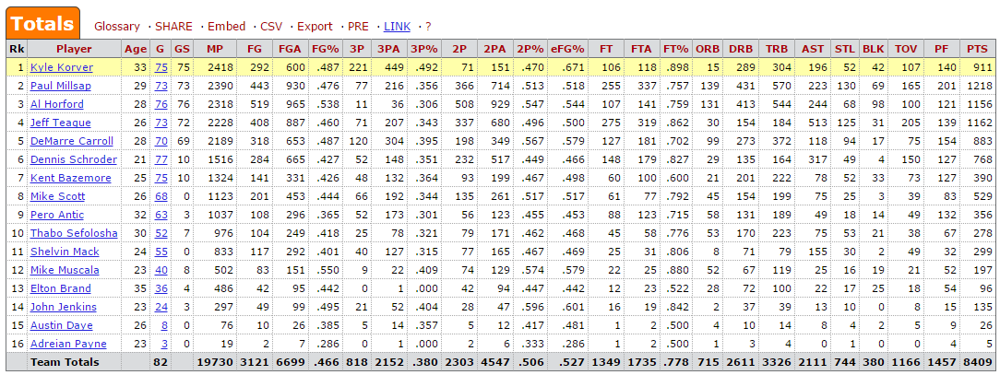 Totals Glossary · SHARE · Embed · CSV · Export · PRE · LINK · ?
Rk Player Age G GS MP FG FGA FG% 3P 3PA 3P% 2P 2PA 2P% eFG% FT FTA FT% ORB DRB TRB AST STL BLK TOV PF PTS
1 Kyle Korver 33 75 75 2418 292 600 .487 221 449 .492 71 151 .470 .671 106 118 .898 15 289 304 196 52 42 107 140 911
2 Paul Millsap 29 73 73 2390 443 930 .476 77 216 .356 366 714 .513 .518 255 337 .757 139 431 570 223 130 69 165 201 1218
3 Al Horford 28 76 76 2318 519 965 .538 11 36 .306 508 929 .547 .544 107 141 .759 131 413 544 244 68 98 100 121 1156
4 Jeff Teague 26 73 72 2228 408 887 .460 71 207 .343 337 680 .496 .500 275 319 .862 30 154 184 513 125 31 205 139 1162
5 DeMarre Carroll 28 70 69 2189 318 653 .487 120 304 .395 198 349 .567 .579 127 181 .702 99 273 372 118 94 17 75 154 883
6 Dennis Schroder 21 77 10 1516 284 665 .427 52 148 .351 232 517 .449 .466 148 179 .827 29 135 164 317 49 4 150 127 768
7 Kent Bazemore 25 75 10 1324 141 331 .426 48 132 .364 93 199 .467 .498 60 100 .600 21 201 222 78 52 33 73 127 390
8 Mike Scott 26 68 0 1123 201 453 .444 66 192 .344 135 261 .517 .517 61 77 .792 45 154 199 75 25 3 39 83 529
9 Pero Antic 32 63 3 1037 108 296 .365 52 173 .301 56 123 .455 .453 88 123 .715 58 131 189 49 18 14 49 132 356
10 Thabo Sefolosha 30 52 7 976 104 249 .418 25 78 .321 79 171 .462 .468 45 58 .776 53 170 223 75 53 21 38 67 278
11 Shelvin Mack 24 55 0 833 117 292 .401 40 127 .315 77 165 .467 .469 25 31 .806 8 71 79 155 30 2 49 32 299
12 Mike Muscala 23 40 8 502 83 151 .550 9 22 .409 74 129 .574 .579 22 25 .880 52 67 119 25 16 19 21 52 197
13 Elton Brand 35 36 4 486 42 95 .442 0 1 .000 42 94 .447 .442 12 23 .522 28 72 100 22 17 25 18 54 96
14 John Jenkins 23 24 3 297 49 99 .495 21 52 .404 28 47 .596 .601 16 19 .842 2 37 39 13 10 0 8 15 135
15 Austin Daye 26 8 0 76 10 26 .385 5 14 .357 5 12 .417 .481 1 2 .500 4 10 14 8 4 2 5 9 26
16 Adreian Payne 23 3 0 19 2 7 .286 0 1 .000 2 6 .333 .286 1 2 .500 1 3 4 0 1 0 0 4 5
Team Totals 82 19730 3121 6699 .466 818 2152 .380 2303 4547 .506 .527 1349 1735 .778 715 2611 3326 2111 744 380 1166 1457 8409